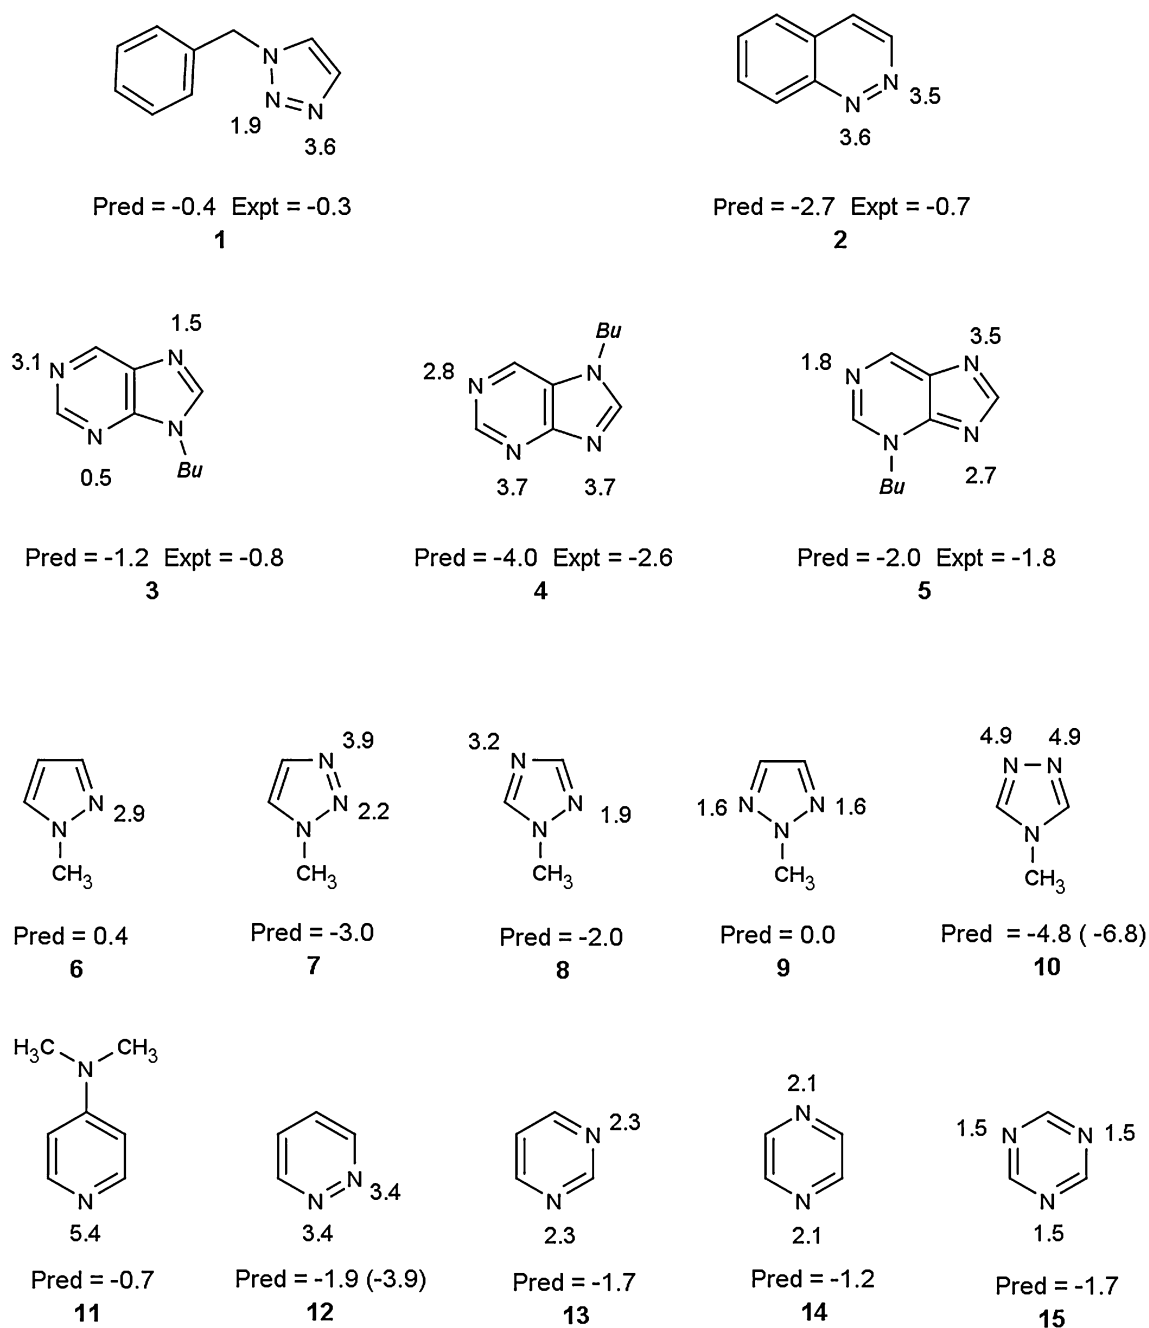 N
N
N
1.9
3.6
Pred = -0.4 Expt = -0.3
1
N
N
3.5
3.6
Pred = -2.7 Expt = -0.7
2
1.5
3.1
N
N
N
N
0.5
Bu
Pred = -1.2 Expt = -0.8
3
Bu
2.8
N
N
N
N
3.7
3.7
Pred = -4.0 Expt = -2.6
4
3.5
1.8
N
N
N
N
Bu
2.7
Pred = -2.0 Expt = -1.8
5
N
2.9
N
CH3
Pred = 0.4
6
3.9
N
N
2.2
N
CH3
Pred = -3.0
7
3.2
N
N
1.9
N
CH3
Pred = -2.0
8
1.6
N
N
1.6
N
CH3
Pred = 0.0
9
4.9
4.9
N
N
N
CH3
Pred = -4.8 ( -6.8)
10
H3C
N
CH3
N
5.4
Pred = -0.7
11
N
N
3.4
3.4
Pred = -1.9 (-3.9)
12
N
2.3
N
2.3
Pred = -1.7
13
2.1
N
N
2.1
Pred = -1.2
14
1.5
N
N
1.5
N
1.5
Pred = -1.7
15